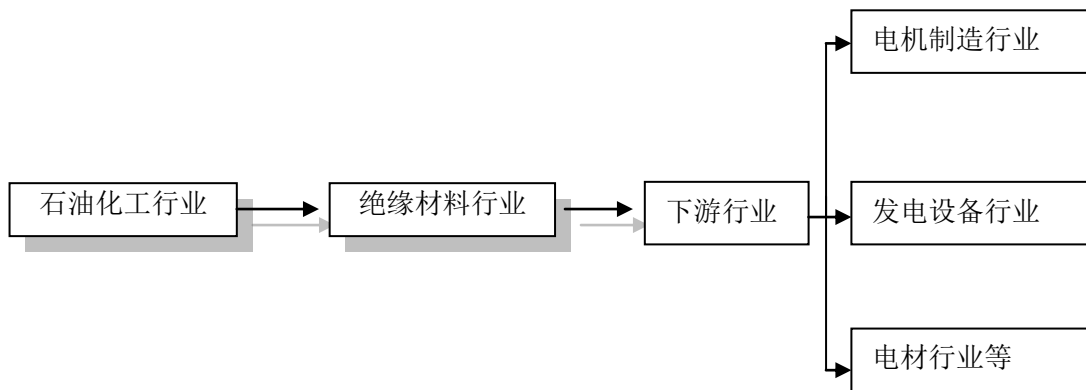 电机制造行业
石油化工行业
绝缘材料行业
下游行业
发电设备行业
电材行业等